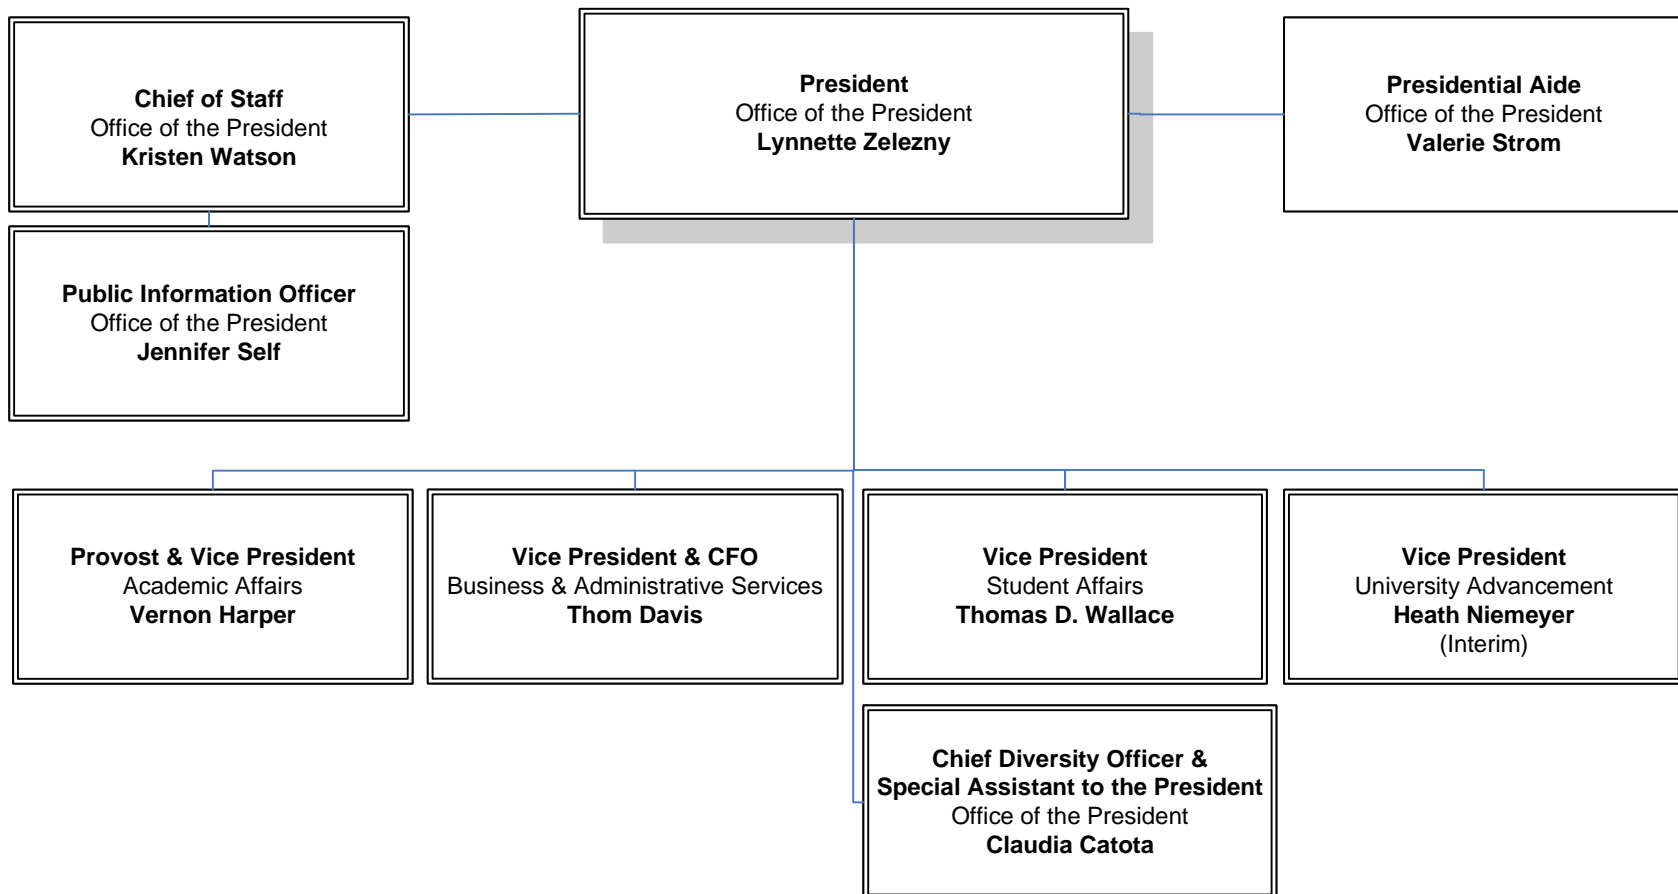 Chief of Staff
Office of the President
Kristen Watson
President
Office of the President
Lynnette Zelezny
Presidential Aide
Office of the President
Valerie Strom
Public Information Officer
Office of the President
Jennifer Self
Provost & Vice President
Academic Affairs
Vernon Harper
Vice President & CFO
Business & Administrative Services
Thom Davis
Vice President
Student Affairs
Thomas D. Wallace
Vice President
University Advancement
Heath Niemeyer
(Interim)
Chief Diversity Officer &
Special Assistant to the President
Office of the President
Claudia Catota